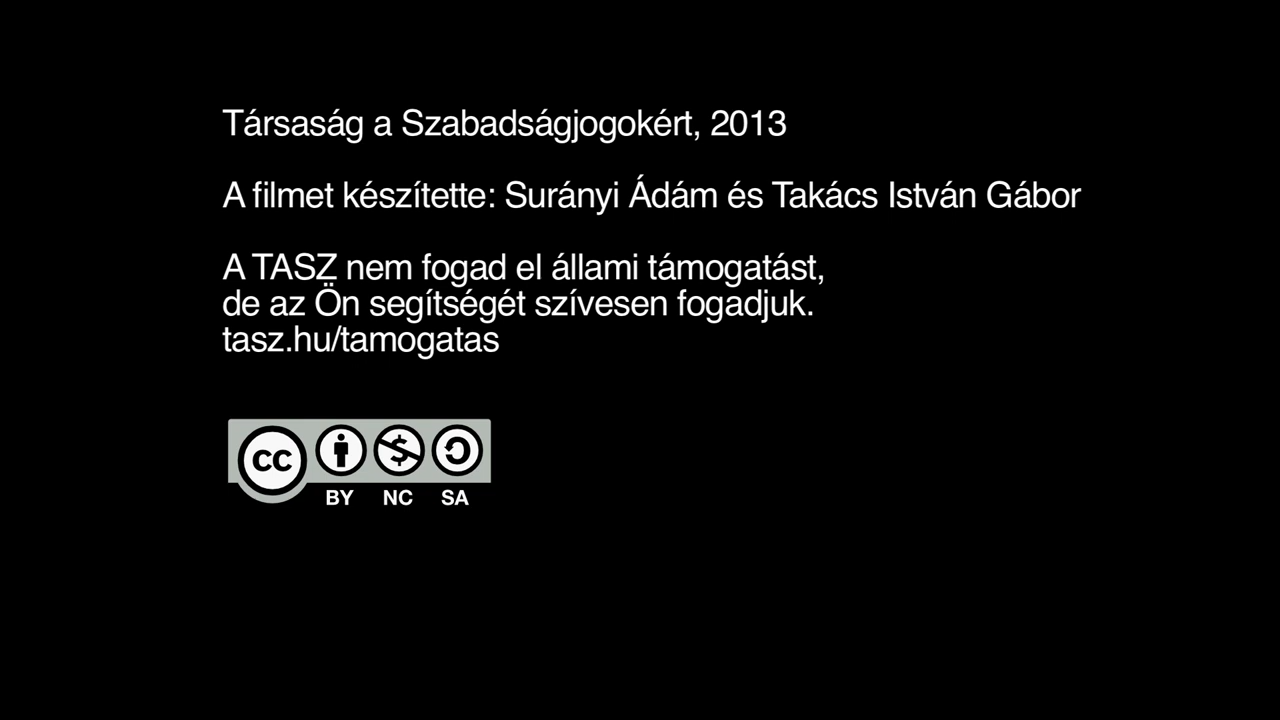 Társaság a Szabadságjogokért, 2013
A filmet készítette: Surányi Ádám és Takács István Gábor
A TASZ nem fogad el állami támogatást,
de az Ön segítségét szívesen fogadjuk.
tasz.hu/tamogatas
cc
BY NC SA